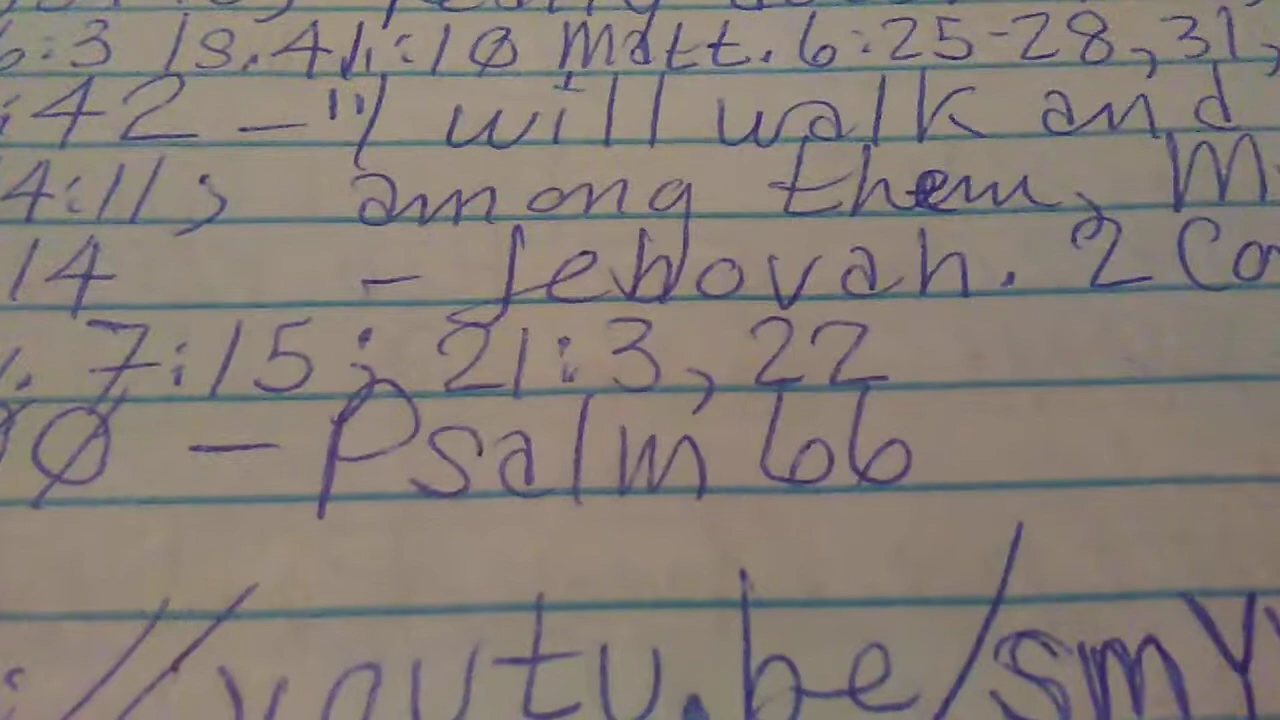 6:3 Is. 41:10 Matt. 6:25-28, 31,
:42 - "I will walk and
4:11; among them, M
14 - Jehovah. 2 Co
. 7:15; 21:3, 22
0 - Psalm 66
://youtu.be/smY